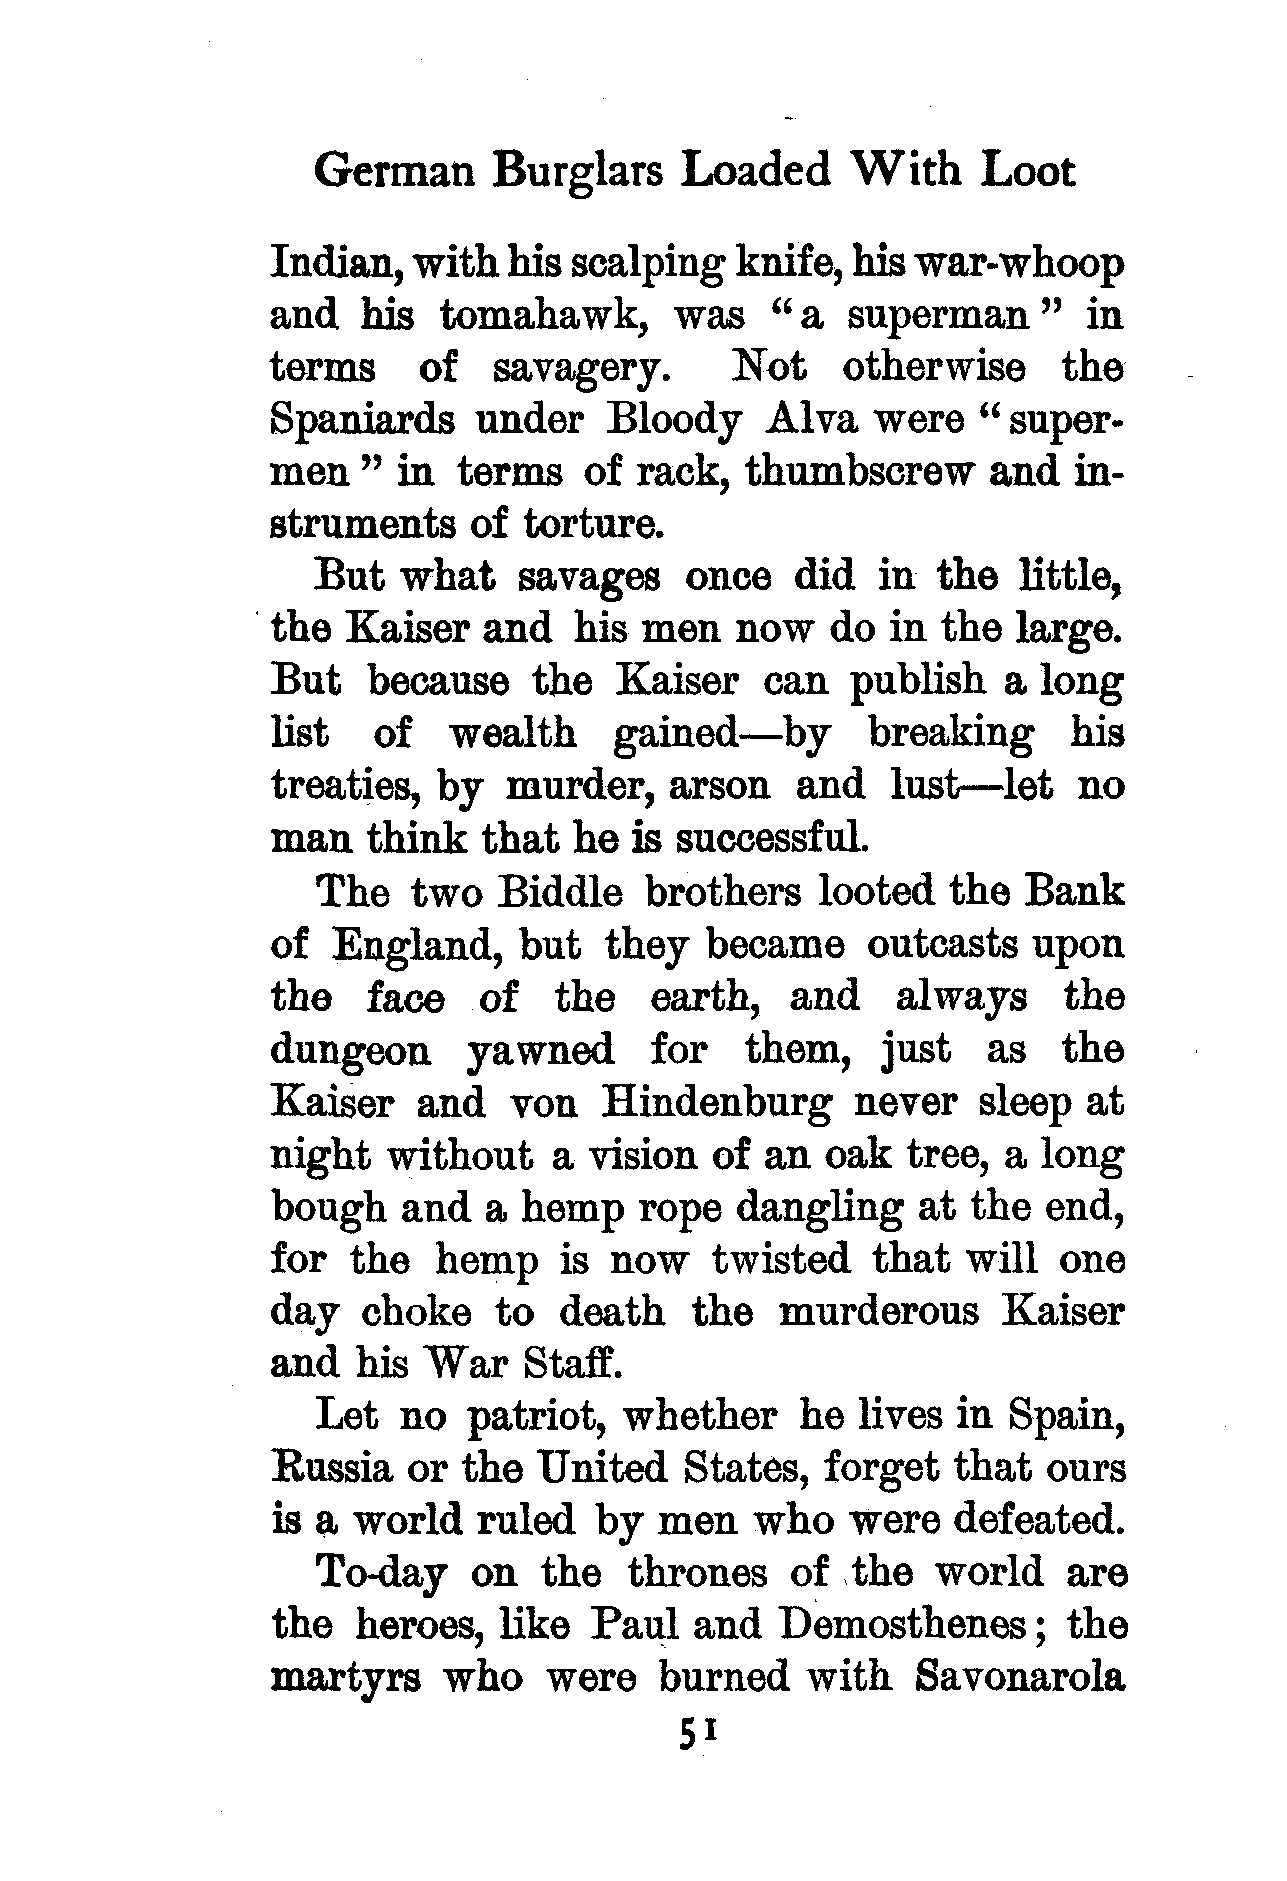 German Burglars Loaded With Loot
Indian, with his scalping knife, his war-whoop
and his tomahawk, was “ a superman ” in
terms of savagery. Not otherwise the
Spaniards under Bloody Alva were “ super-
men ” in terms of rack, thumbscrew and in-
struments of torture.
But what savages once did in the little,
the Kaiser and his men now do in the large.
But because the Kaiser can publish a long
list of wealth gained—by breaking his
treaties, by murder, arson and lust—let no
man think that he is successful.
The two Biddle brothers looted the Bank
of England, but they became outcasts upon
the face of the earth, and always the
dungeon yawned for them, just as the
Kaiser and von Hindenburg never sleep at
night without a vision of an oak tree, a long
bough and a hemp rope dangling at the end,
for the hemp is now twisted that will one
day choke to death the murderous Kaiser
and his War Staff.
Let no patriot, whether he lives in Spain,
Russia or the United States, forget that ours
is a world ruled by men who were defeated.
To-day on the thrones of the world are
the heroes, like Paul and Demosthenes ; the
martyrs who were burned with Savonarola
51